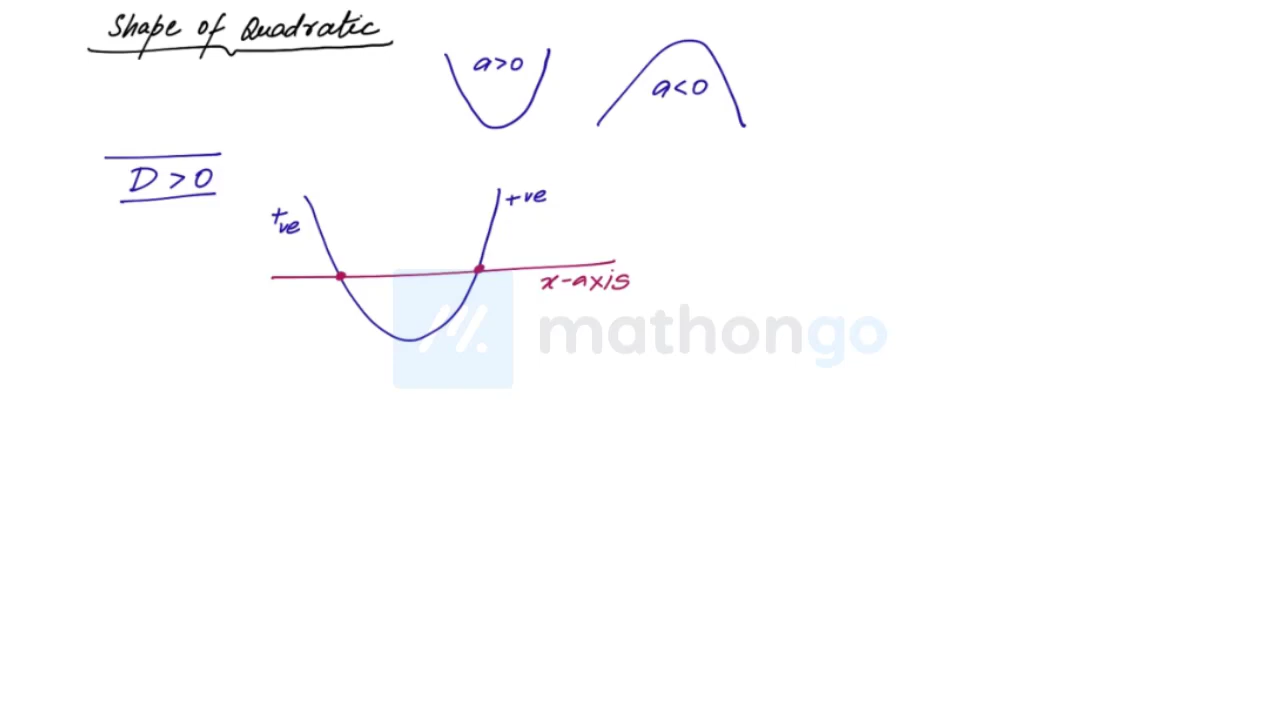 Shape of Quadratic
a>0
a<0
D>0
+ve
+ve
x-axis
mathongo